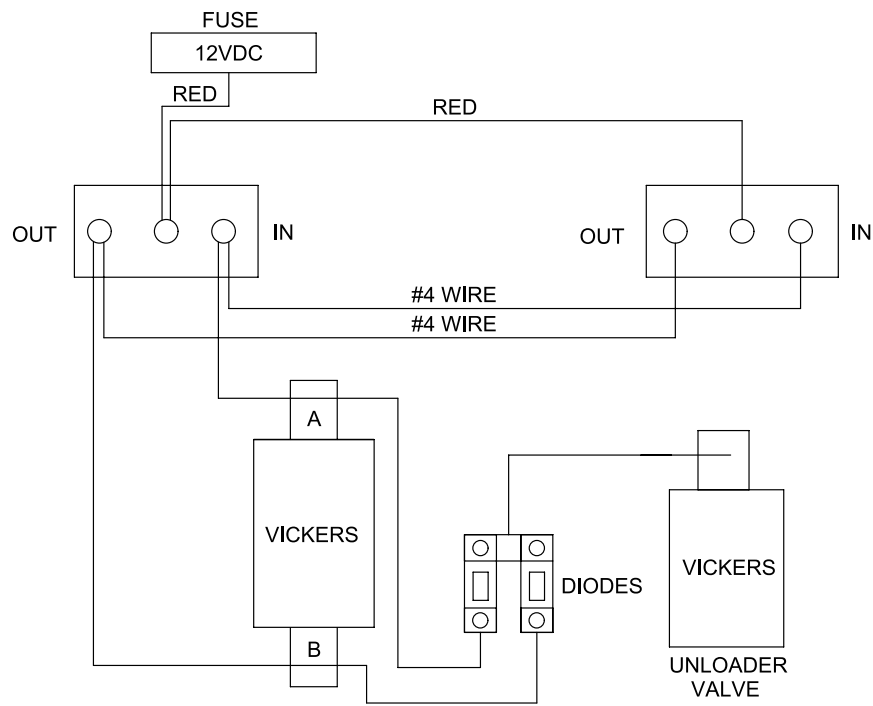 FUSE
12VDC
RED
RED
OUT
IN
OUT
IN
#4 WIRE
#4 WIRE
A
VICKERS
B
DIODES
VICKERS
UNLOADER
VALVE